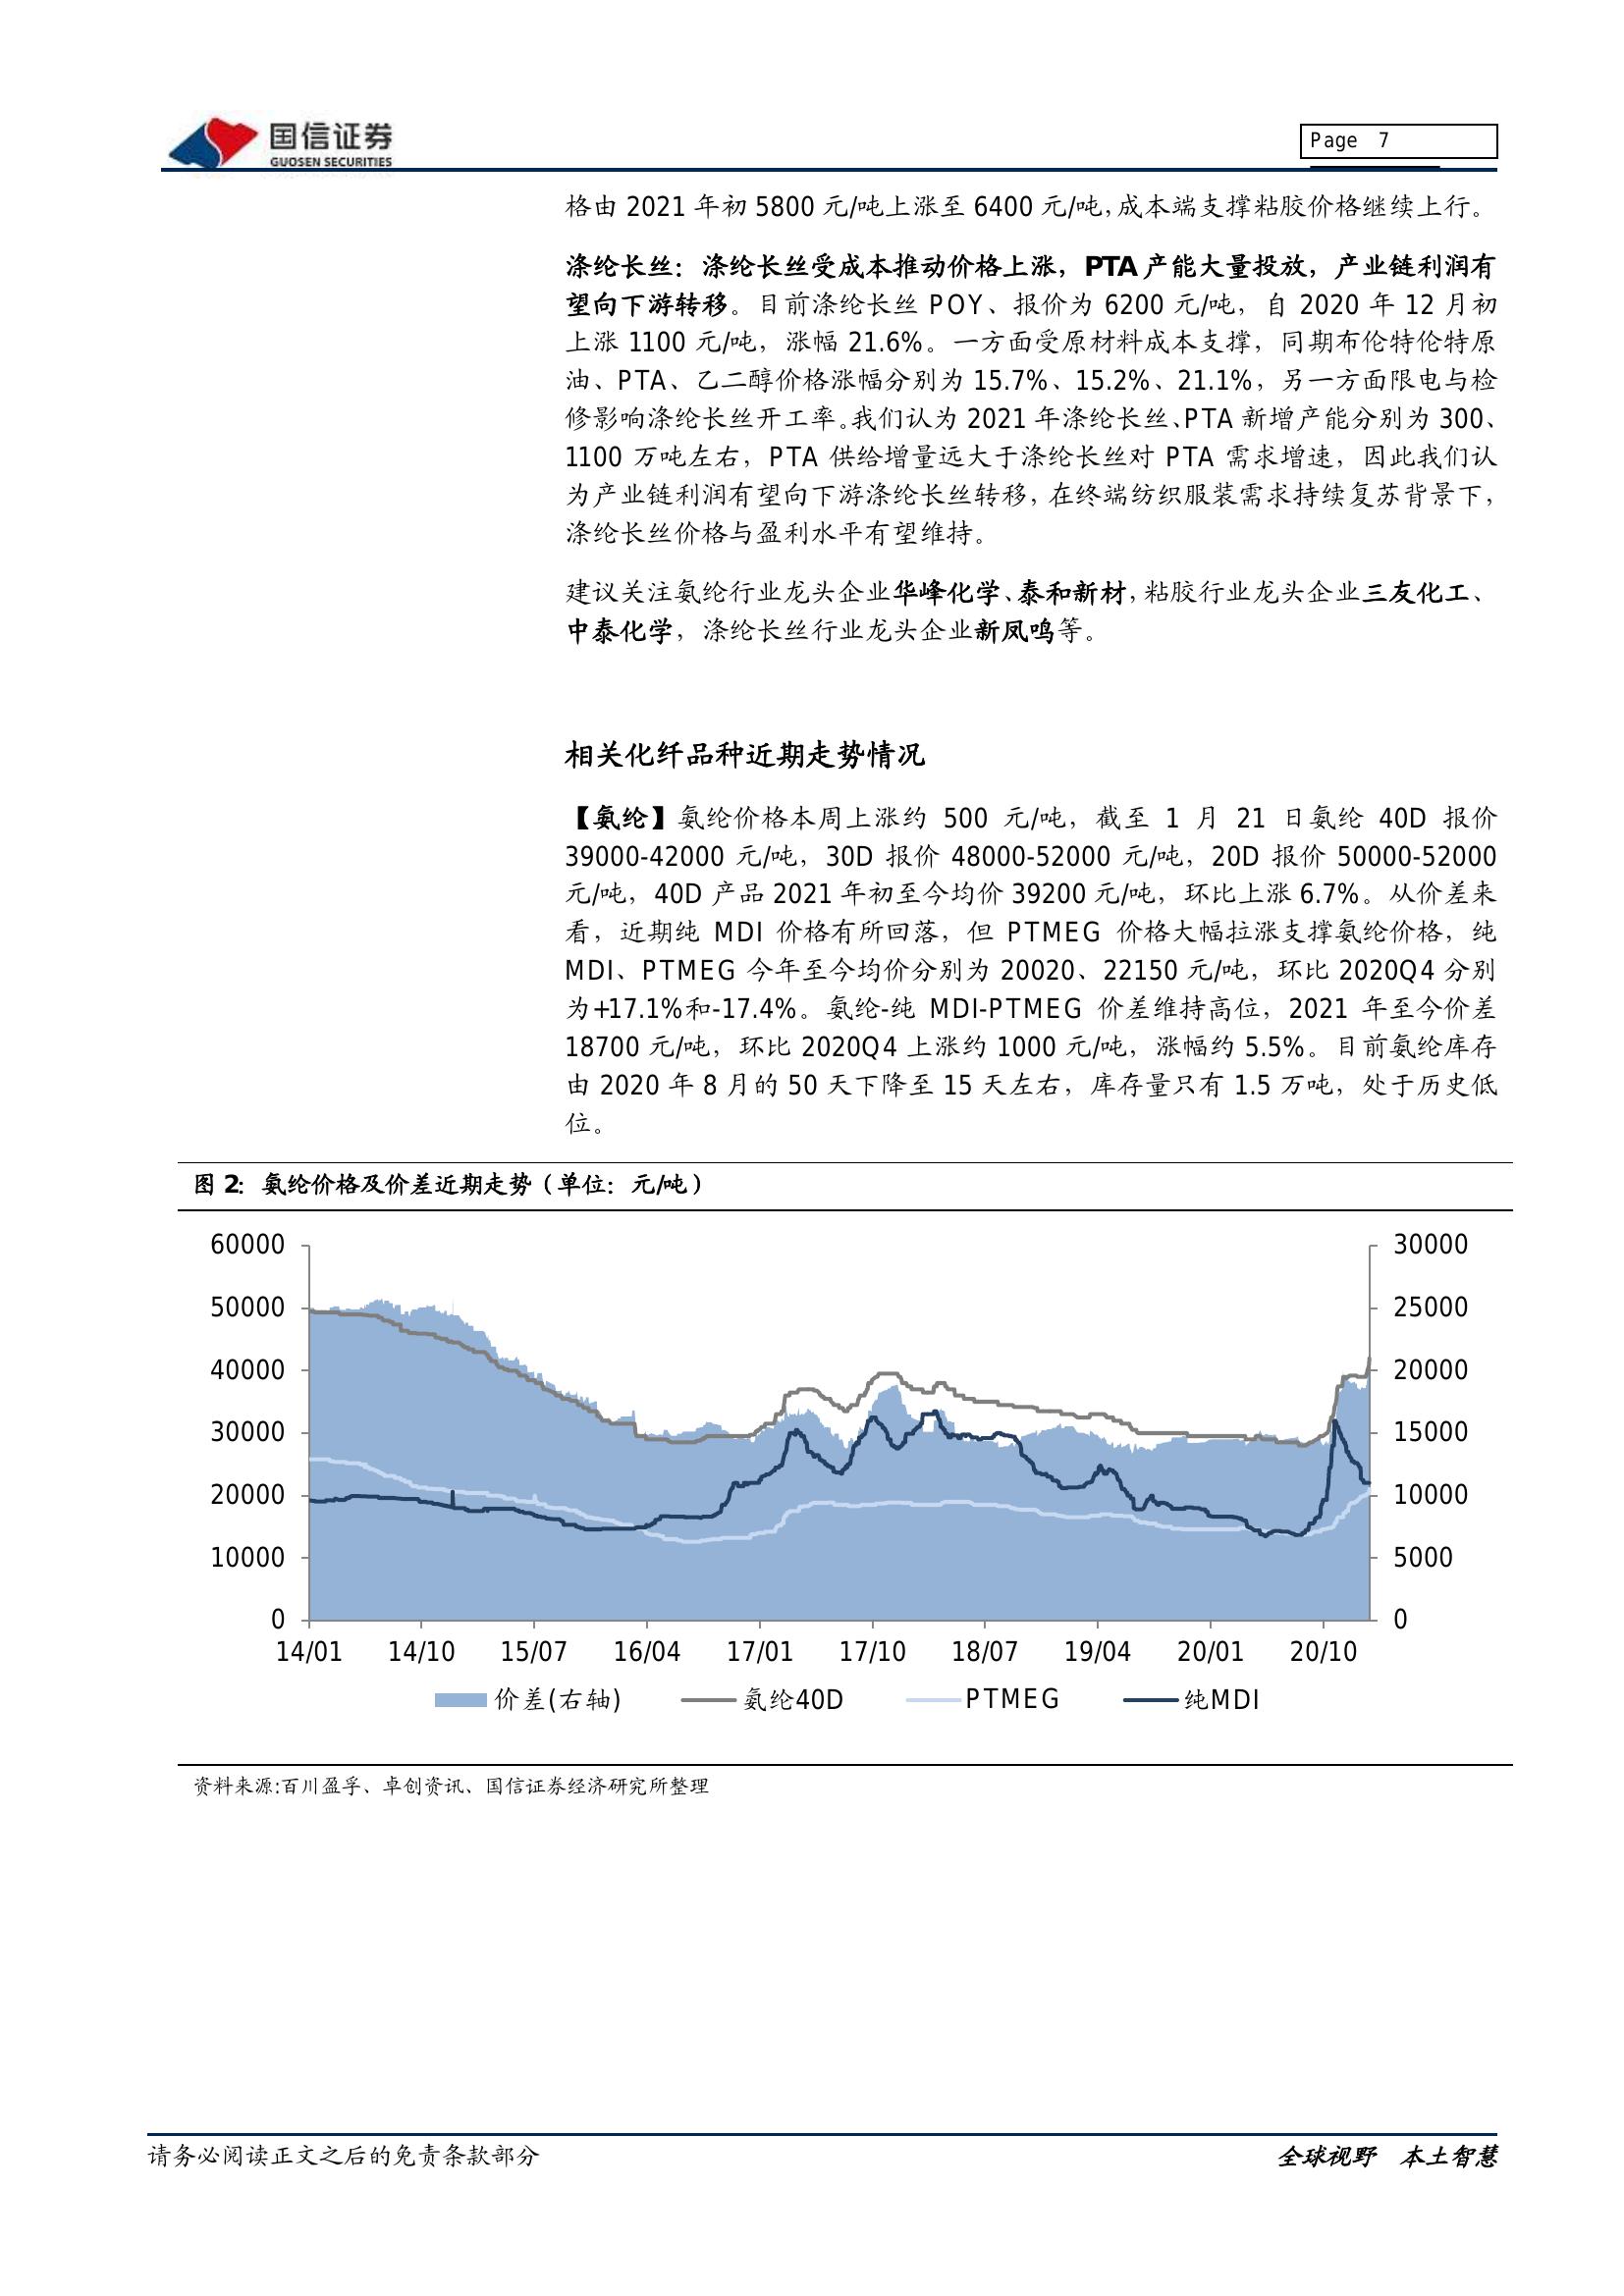 国信证券
GUOSEN SECURITIES
Page 7
格由 2021 年初 5800 元/吨上涨至 6400 元/吨，成本端支撑粘胶价格继续上行。
涤纶长丝：涤纶长丝受成本推动价格上涨，PTA 产能大量投放，产业链利润有
望向下游转移。目前涤纶长丝 POY、报价为 6200 元/吨，自 2020 年 12 月初
上涨 1100 元/吨，涨幅 21.6%。一方面受原材料成本支撑，同期布伦特伦特原
油、PTA、乙二醇价格涨幅分别为 15.7%、15.2%、21.1%，另一方面限电与检
修影响涤纶长丝开工率。我们认为 2021 年涤纶长丝、PTA 新增产能分别为 300、
1100 万吨左右，PTA 供给增量远大于涤纶长丝对 PTA 需求增速，因此我们认
为产业链利润有望向下游涤纶长丝转移，在终端纺织服装需求持续复苏背景下，
涤纶长丝价格与盈利水平有望维持。
建议关注氨纶行业龙头企业华峰化学、泰和新材，粘胶行业龙头企业三友化工、
中泰化学，涤纶长丝行业龙头企业新凤鸣等。
相关化纤品种近期走势情况
【氨纶】氨纶价格本周上涨约 500 元/吨，截至 1 月 21 日氨纶 40D 报价
39000-42000 元/吨，30D 报价 48000-52000 元/吨，20D 报价 50000-52000
元/吨，40D 产品 2021 年初至今均价 39200 元/吨，环比上涨 6.7%。从价差来
看，近期纯 MDI 价格有所回落，但 PTMEG 价格大幅拉涨支撑氨纶价格，纯
MDI、PTMEG 今年至今均价分别为 20020、22150 元/吨，环比 2020Q4 分别
为+17.1%和-17.4%。氨纶-纯 MDI-PTMEG 价差维持高位，2021 年至今价差
18700 元/吨，环比 2020Q4 上涨约 1000 元/吨，涨幅约 5.5%。目前氨纶库存
由 2020 年 8 月的 50 天下降至 15 天左右，库存量只有 1.5 万吨，处于历史低
位。
图 2：氨纶价格及价差近期走势（单位：元/吨）
60000 30000
50000 25000
40000 20000
30000 15000
20000 10000
10000 5000
0 0
14/01 14/10 15/07 16/04 17/01 17/10 18/07 19/04 20/01 20/10
价差(右轴) 氨纶40D PTMEG 纯MDI
资料来源:百川盈孚、卓创资讯、国信证券经济研究所整理
请务必阅读正文之后的免责条款部分 全球视野 本土智慧